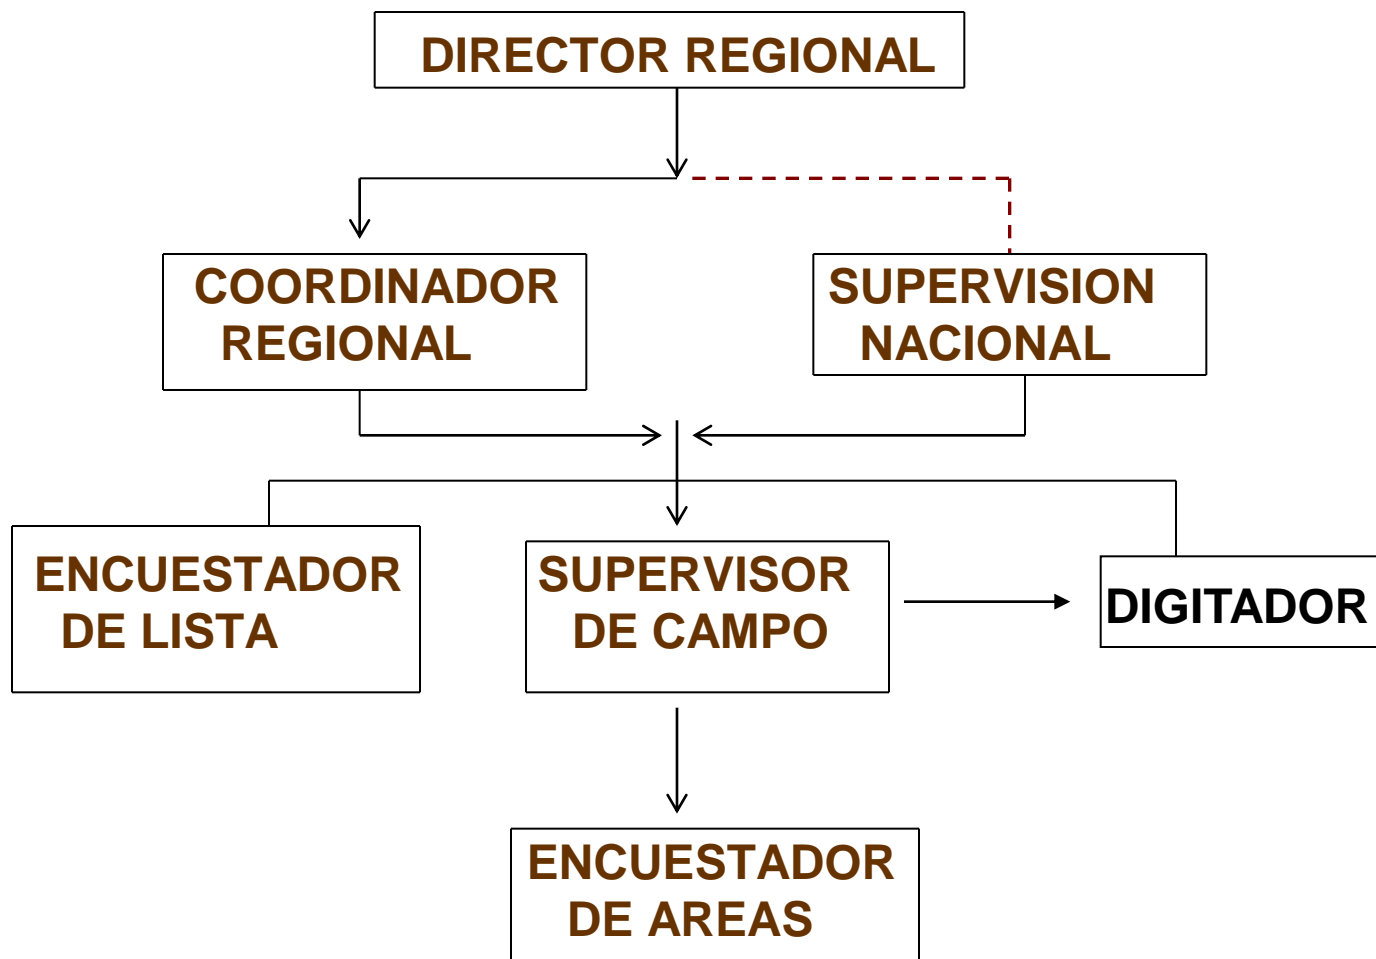 DIRECTOR REGIONAL
COORDINADOR
REGIONAL
SUPERVISION
NACIONAL
ENCUESTADOR
DE LISTA
SUPERVISOR
DE CAMPO
DIGITADOR
ENCUESTADOR
DE AREAS